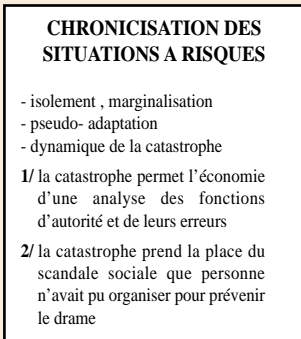 CHRONICISATION DES
SITUATIONS A RISQUES
- isolement , marginalisation
- pseudo- adaptation
- dynamique de la catastrophe
1/ la catastrophe permet l’économie
d’une analyse des fonctions
d’autorité et de leurs erreurs
2/ la catastrophe prend la place du
scandale sociale que personne
n’avait pu organiser pour prévenir
le drame